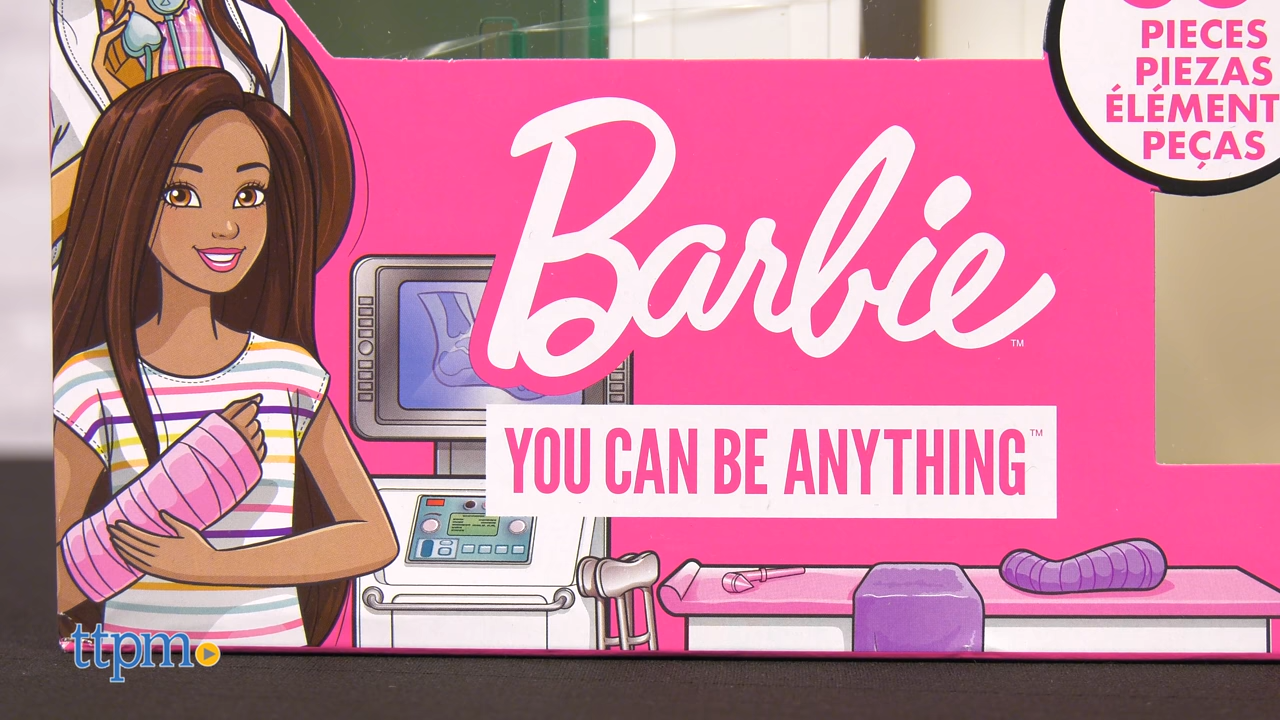 PIECES
PIEZAS
ÉLÉMENT
PEÇAS
Barbie™
YOU CAN BE ANYTHING™
ttpm